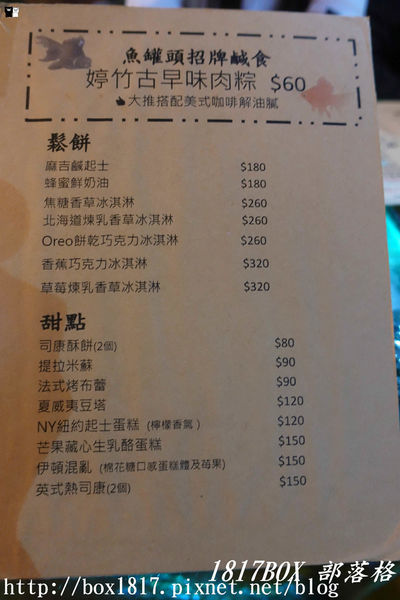 魚罐頭招牌鹹食
婷竹古早味肉粽 $60
大推搭配美式咖啡解油膩
鬆餅
麻吉鹹起士 $180
蜂蜜鮮奶油 $180
焦糖香草冰淇淋 $260
北海道煉乳香草冰淇淋 $260
Oreo餅乾巧克力冰淇淋 $260
香蕉巧克力冰淇淋 $320
草莓煉乳香草冰淇淋 $320
甜點
司康酥餅(2個) $80
提拉米蘇 $90
法式烤布蕾 $90
夏威夷豆塔 $120
NY紐約起士蛋糕 (檸檬香氣) $120
芒果藏心生乳酪蛋糕 $150
伊頓混亂 (棉花糖口感蛋糕體及莓果) $150
英式熱司康(2個) $150
1817BOX 部落格
http://box1817.pixnet.net/blog